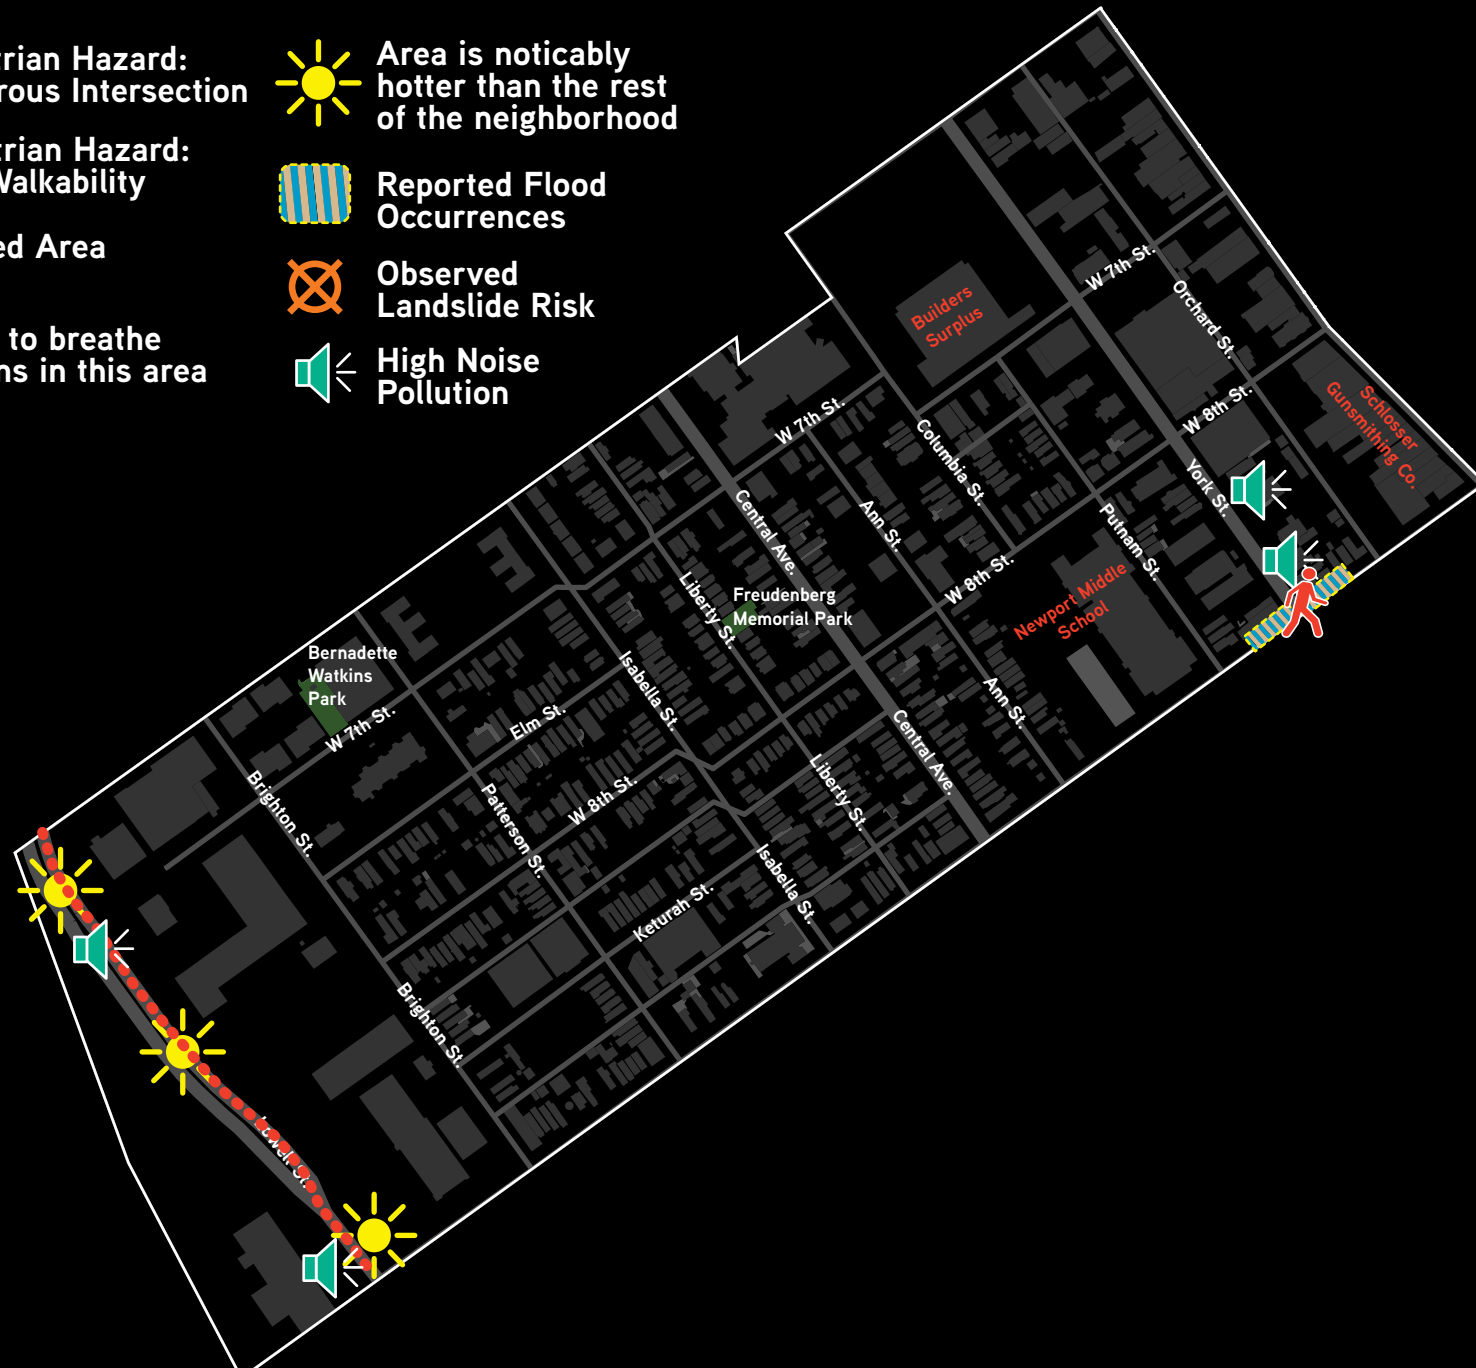 trian Hazard:
rous Intersection
trian Hazard:
Walkability
ed Area
to breathe
ns in this area
Area is noticably
hotter than the rest
of the neighborhood
Reported Flood
Occurrences
Observed
Landslide Risk
High Noise
Pollution
Builders
Surplus
W 7th St.
Orchard St.
W 8th St.
Schlosser
Gunsmithing Co.
York St.
W 7th St.
Columbia St.
Ann St.
Central Ave.
Putnam St.
W 8th St.
Newport Middle
School
Freudenberg
Memorial Park
Liberty St.
Isabella St.
Bernadette
Watkins
Park
W 7th St.
Elm St.
Ann St.
Central Ave.
Liberty St.
W 8th St.
Patterson St.
Brighton St.
Isabella St.
Keturah St.
Brighton St.
Lowell St.